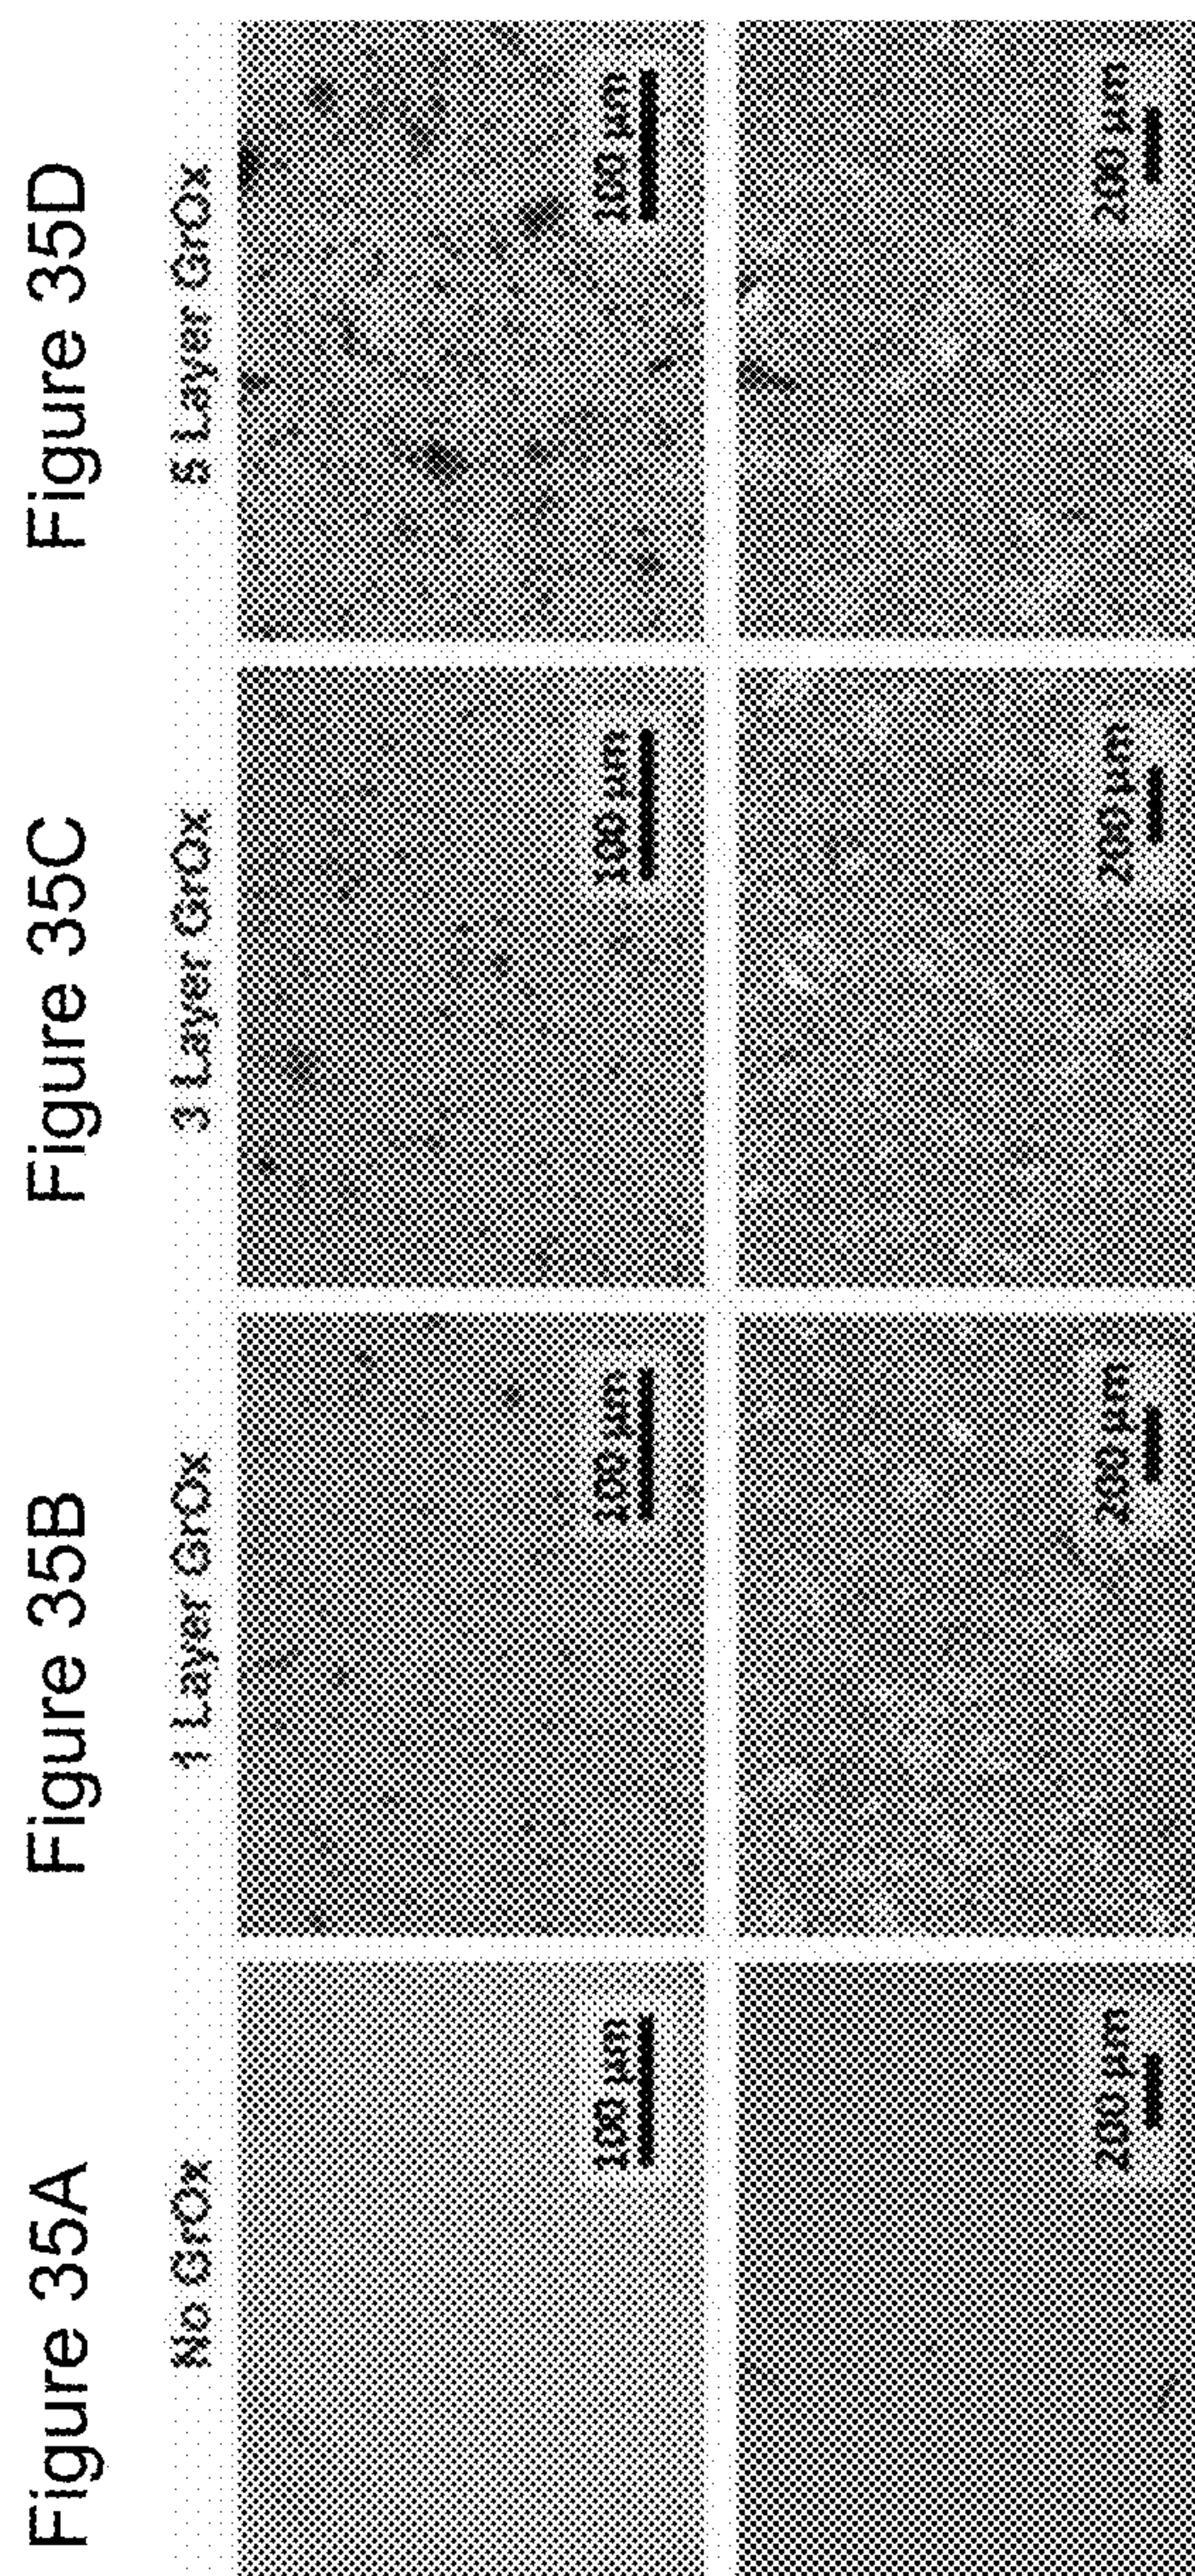 Figure 35A
Figure 35B
Figure 35C
Figure 35D
No GrOx
1 Layer GrOx
3 Layer GrOx
5 Layer GrOx
100 µm
100 µm
100 µm
100 µm
200 µm
200 µm
200 µm
200 µm